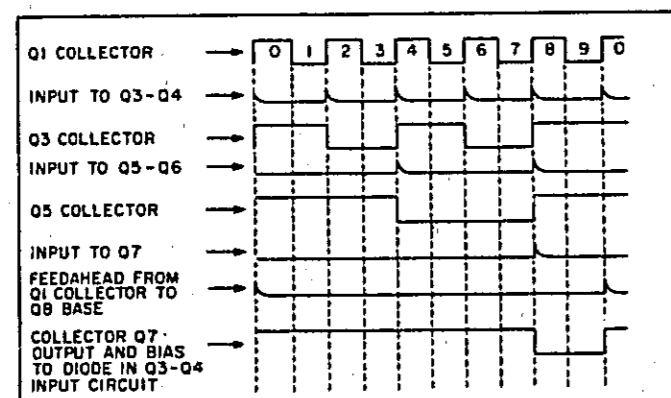 Q1 COLLECTOR
0 1 2 3 4 5 6 7 8 9 0
INPUT TO Q3-Q4
Q3 COLLECTOR
INPUT TO Q5-Q6
Q5 COLLECTOR
INPUT TO Q7
FEEDAHEAD FROM
Q1 COLLECTOR TO
Q8 BASE
COLLECTOR Q7
OUTPUT AND BIAS
TO DIODE IN Q3-Q4
INPUT CIRCUIT